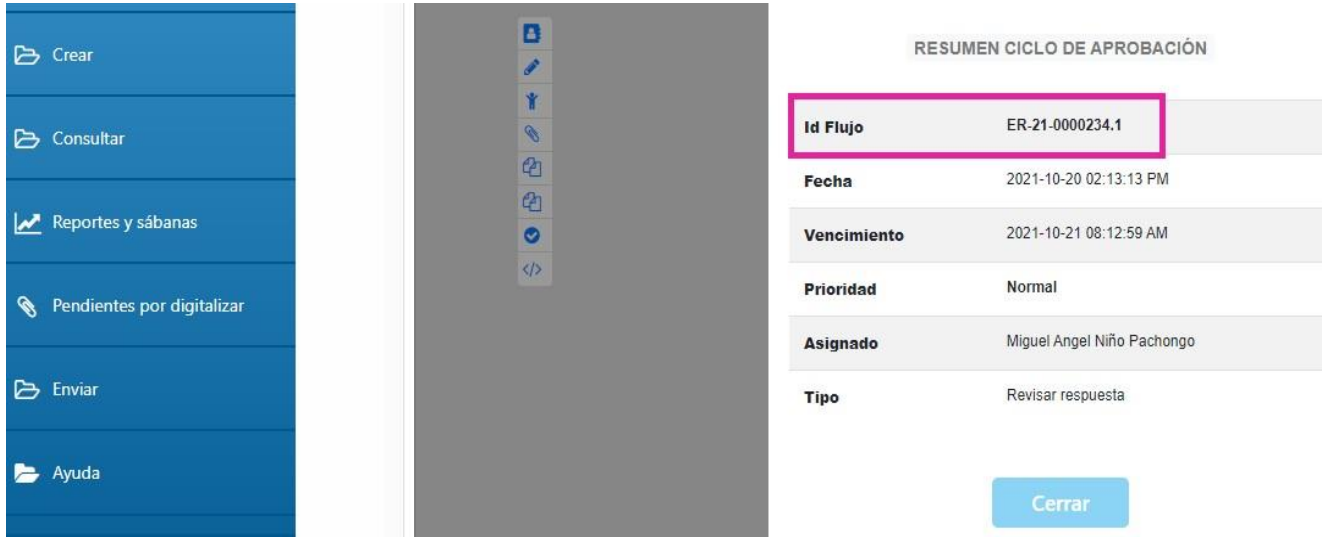 Crear
Consultar
Reportes y sábanas
Pendientes por digitalizar
Enviar
Ayuda
</>
RESUMEN CICLO DE APROBACIÓN
Id Flujo ER-21-0000234.1
Fecha 2021-10-20 02:13:13 PM
Vencimiento 2021-10-21 08:12:59 AM
Prioridad Normal
Asignado Miguel Angel Niño Pachongo
Tipo Revisar respuesta
Cerrar